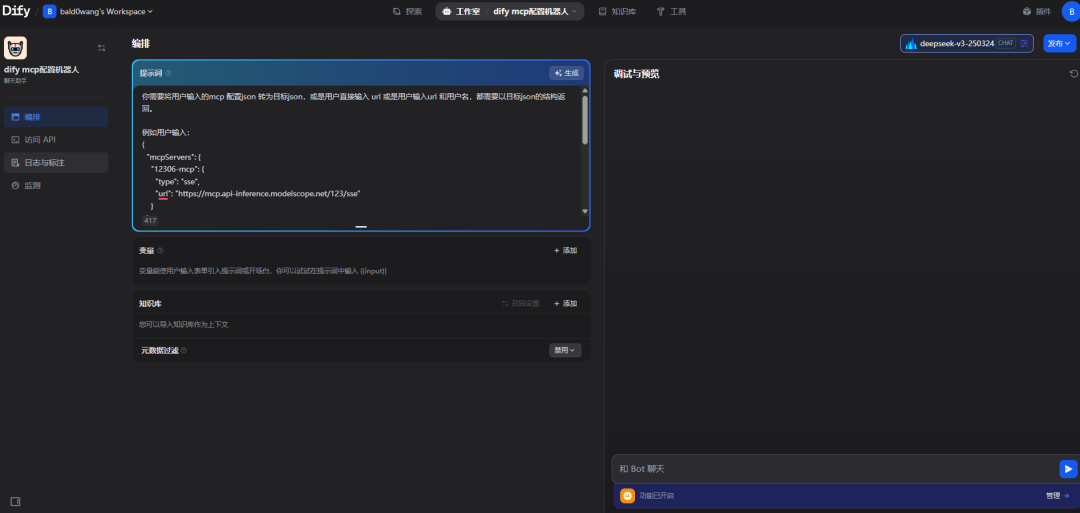 Dify / B bald0wang's Workspace
探索
工作室 / dify mcp配置机器人
知识库
工具
插件
B
dify mcp配置机器人
聊天助手
编排
访问 API
日志与标注
监测
编排
deepseek-v3-250324 CHAT
发布
提示词
生成
你需要将用户输入的mcp 配置json 转为目标json，或是用户直接输入 url 或是用户输入url 和用户名，都需要以目标json的结构返
回。
例如用户输入：
{
"mcpServers": {
"12306-mcp": {
"type": "sse",
"url": "https://mcp.api-inference.modelscope.net/123/sse"
}
417
变量
+ 添加
变量能使用户输入表单引入提示词或开场白，你可以试试在提示词中输入 {{input}}
知识库
召回设置
+ 添加
您可以导入知识库作为上下文
元数据过滤
禁用
调试与预览
和 Bot 聊天
功能已开启
管理 →